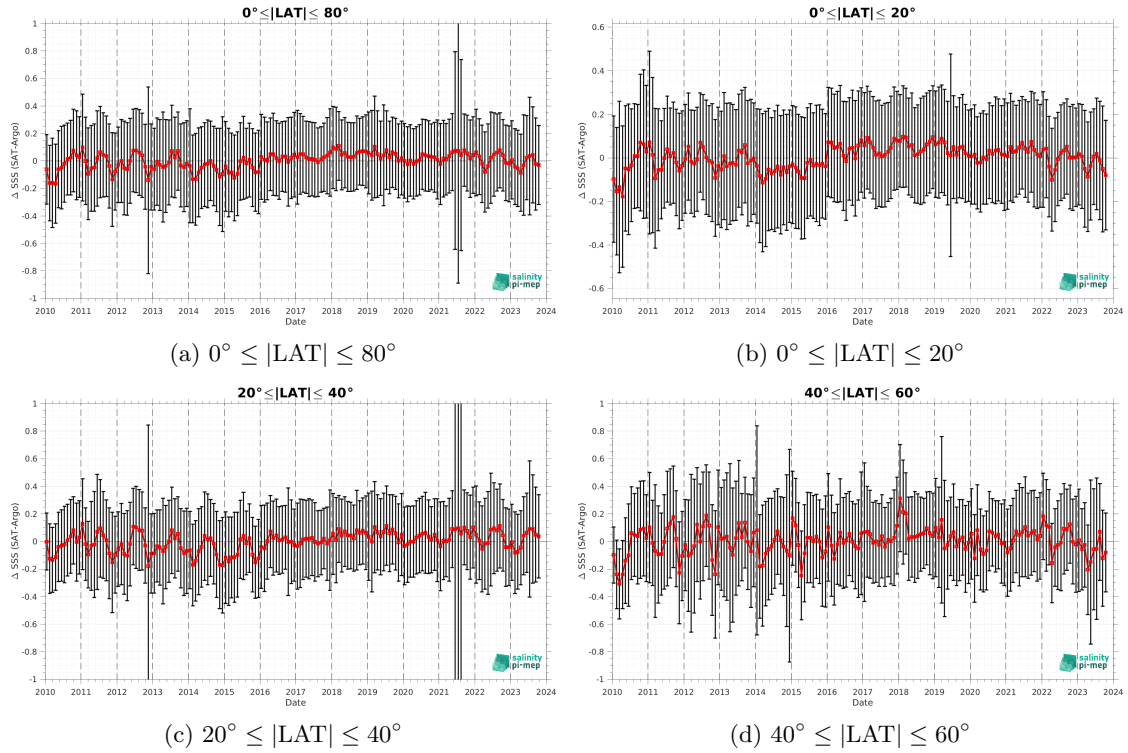 0°≤|LAT|≤ 80°
Δ SSS (SAT-Argo)
1
0.8
0.6
0.4
0.2
0
-0.2
-0.4
-0.6
-0.8
-1
2010 2011 2012 2013 2014 2015 2016 2017 2018 2019 2020 2021 2022 2023 2024
Date
salinity
pi-mep
(a) 0° ≤ |LAT| ≤ 80°
0°≤|LAT|≤ 20°
Δ SSS (SAT-Argo)
0.6
0.4
0.2
0
-0.2
-0.4
-0.6
2010 2011 2012 2013 2014 2015 2016 2017 2018 2019 2020 2021 2022 2023 2024
Date
salinity
pi-mep
(b) 0° ≤ |LAT| ≤ 20°
20°≤|LAT|≤ 40°
Δ SSS (SAT-Argo)
1
0.8
0.6
0.4
0.2
0
-0.2
-0.4
-0.6
-0.8
-1
2010 2011 2012 2013 2014 2015 2016 2017 2018 2019 2020 2021 2022 2023 2024
Date
salinity
pi-mep
(c) 20° ≤ |LAT| ≤ 40°
40°≤|LAT|≤ 60°
Δ SSS (SAT-Argo)
1
0.8
0.6
0.4
0.2
0
-0.2
-0.4
-0.6
-0.8
-1
2010 2011 2012 2013 2014 2015 2016 2017 2018 2019 2020 2021 2022 2023 2024
Date
salinity
pi-mep
(d) 40° ≤ |LAT| ≤ 60°